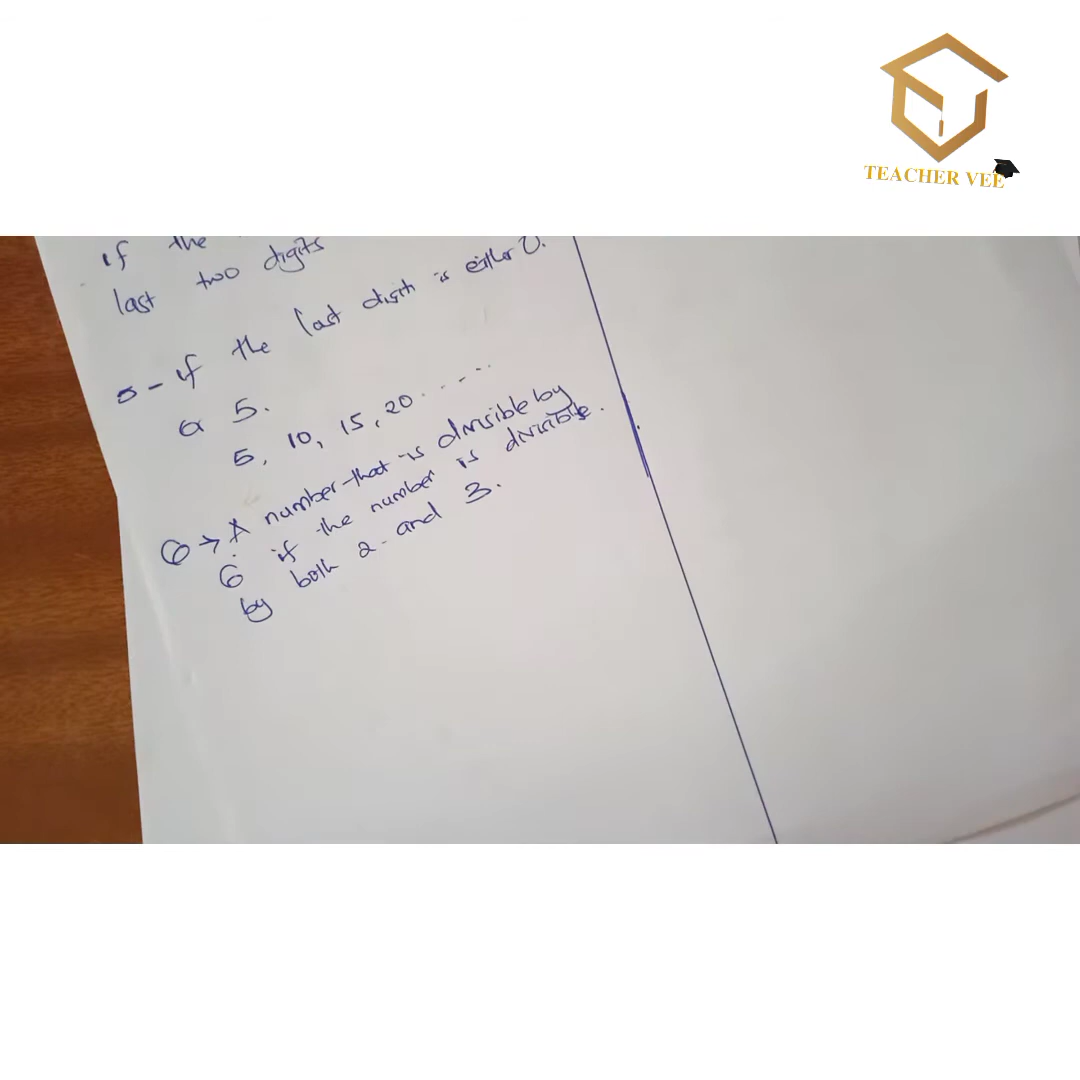 TEACHER VEE
if the
last two digits
5 - if the last digit is either 0.
or 5.
5, 10, 15, 20 . . . . .
6 → A number that is divisible by
6 if the number is divisible.
by both 2 and 3.